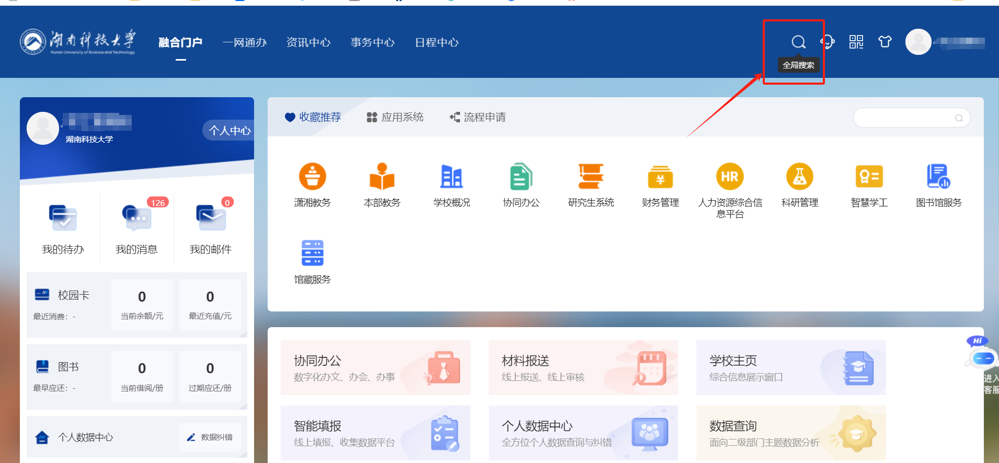 湖南科技大学
Hunan University of Science and Technology
融合门户
一网通办
资讯中心
事务中心
日程中心
全局搜索
湖南科技大学
个人中心
126
0
我的待办
我的消息
我的邮件
校园卡
最近消费：-
0
当前余额/元
0
最近充值/元
图书
最早应还：-
0
当前借阅/册
0
过期应还/册
个人数据中心
数据纠错
收藏推荐
应用系统
流程申请
潇湘教务
本部教务
学校概况
协同办公
研究生系统
财务管理
HR
人力资源综合信
息平台
科研管理
智慧学工
图书馆服务
馆藏服务
协同办公
数字化办文、办会、办事
材料报送
线上报送、线上审核
学校主页
综合信息展示窗口
智能填报
线上填报、收集数据平台
个人数据中心
全方位个人数据查询与纠错
数据查询
面向二级部门主题数据分析
Hi
进入
客服